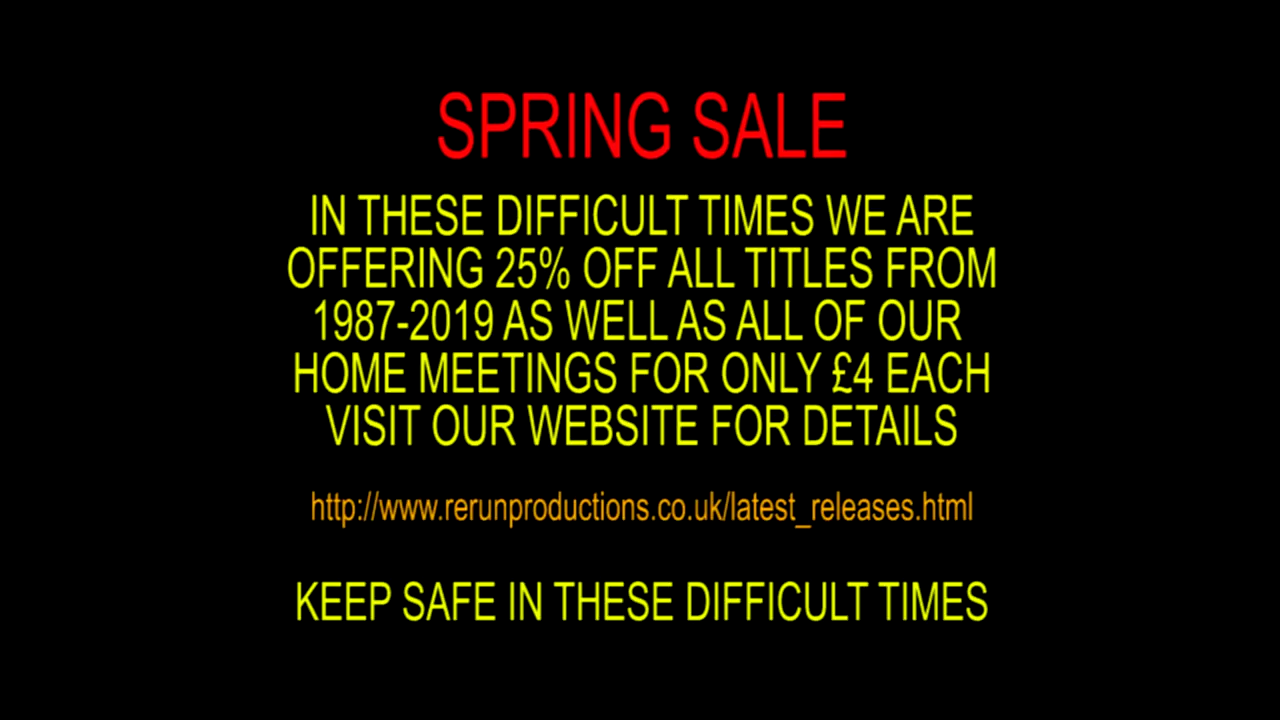 SPRING SALE
IN THESE DIFFICULT TIMES WE ARE
OFFERING 25% OFF ALL TITLES FROM
1987-2019 AS WELL AS ALL OF OUR
HOME MEETINGS FOR ONLY £4 EACH
VISIT OUR WEBSITE FOR DETAILS
http://www.rerunproductions.co.uk/latest_releases.html
KEEP SAFE IN THESE DIFFICULT TIMES